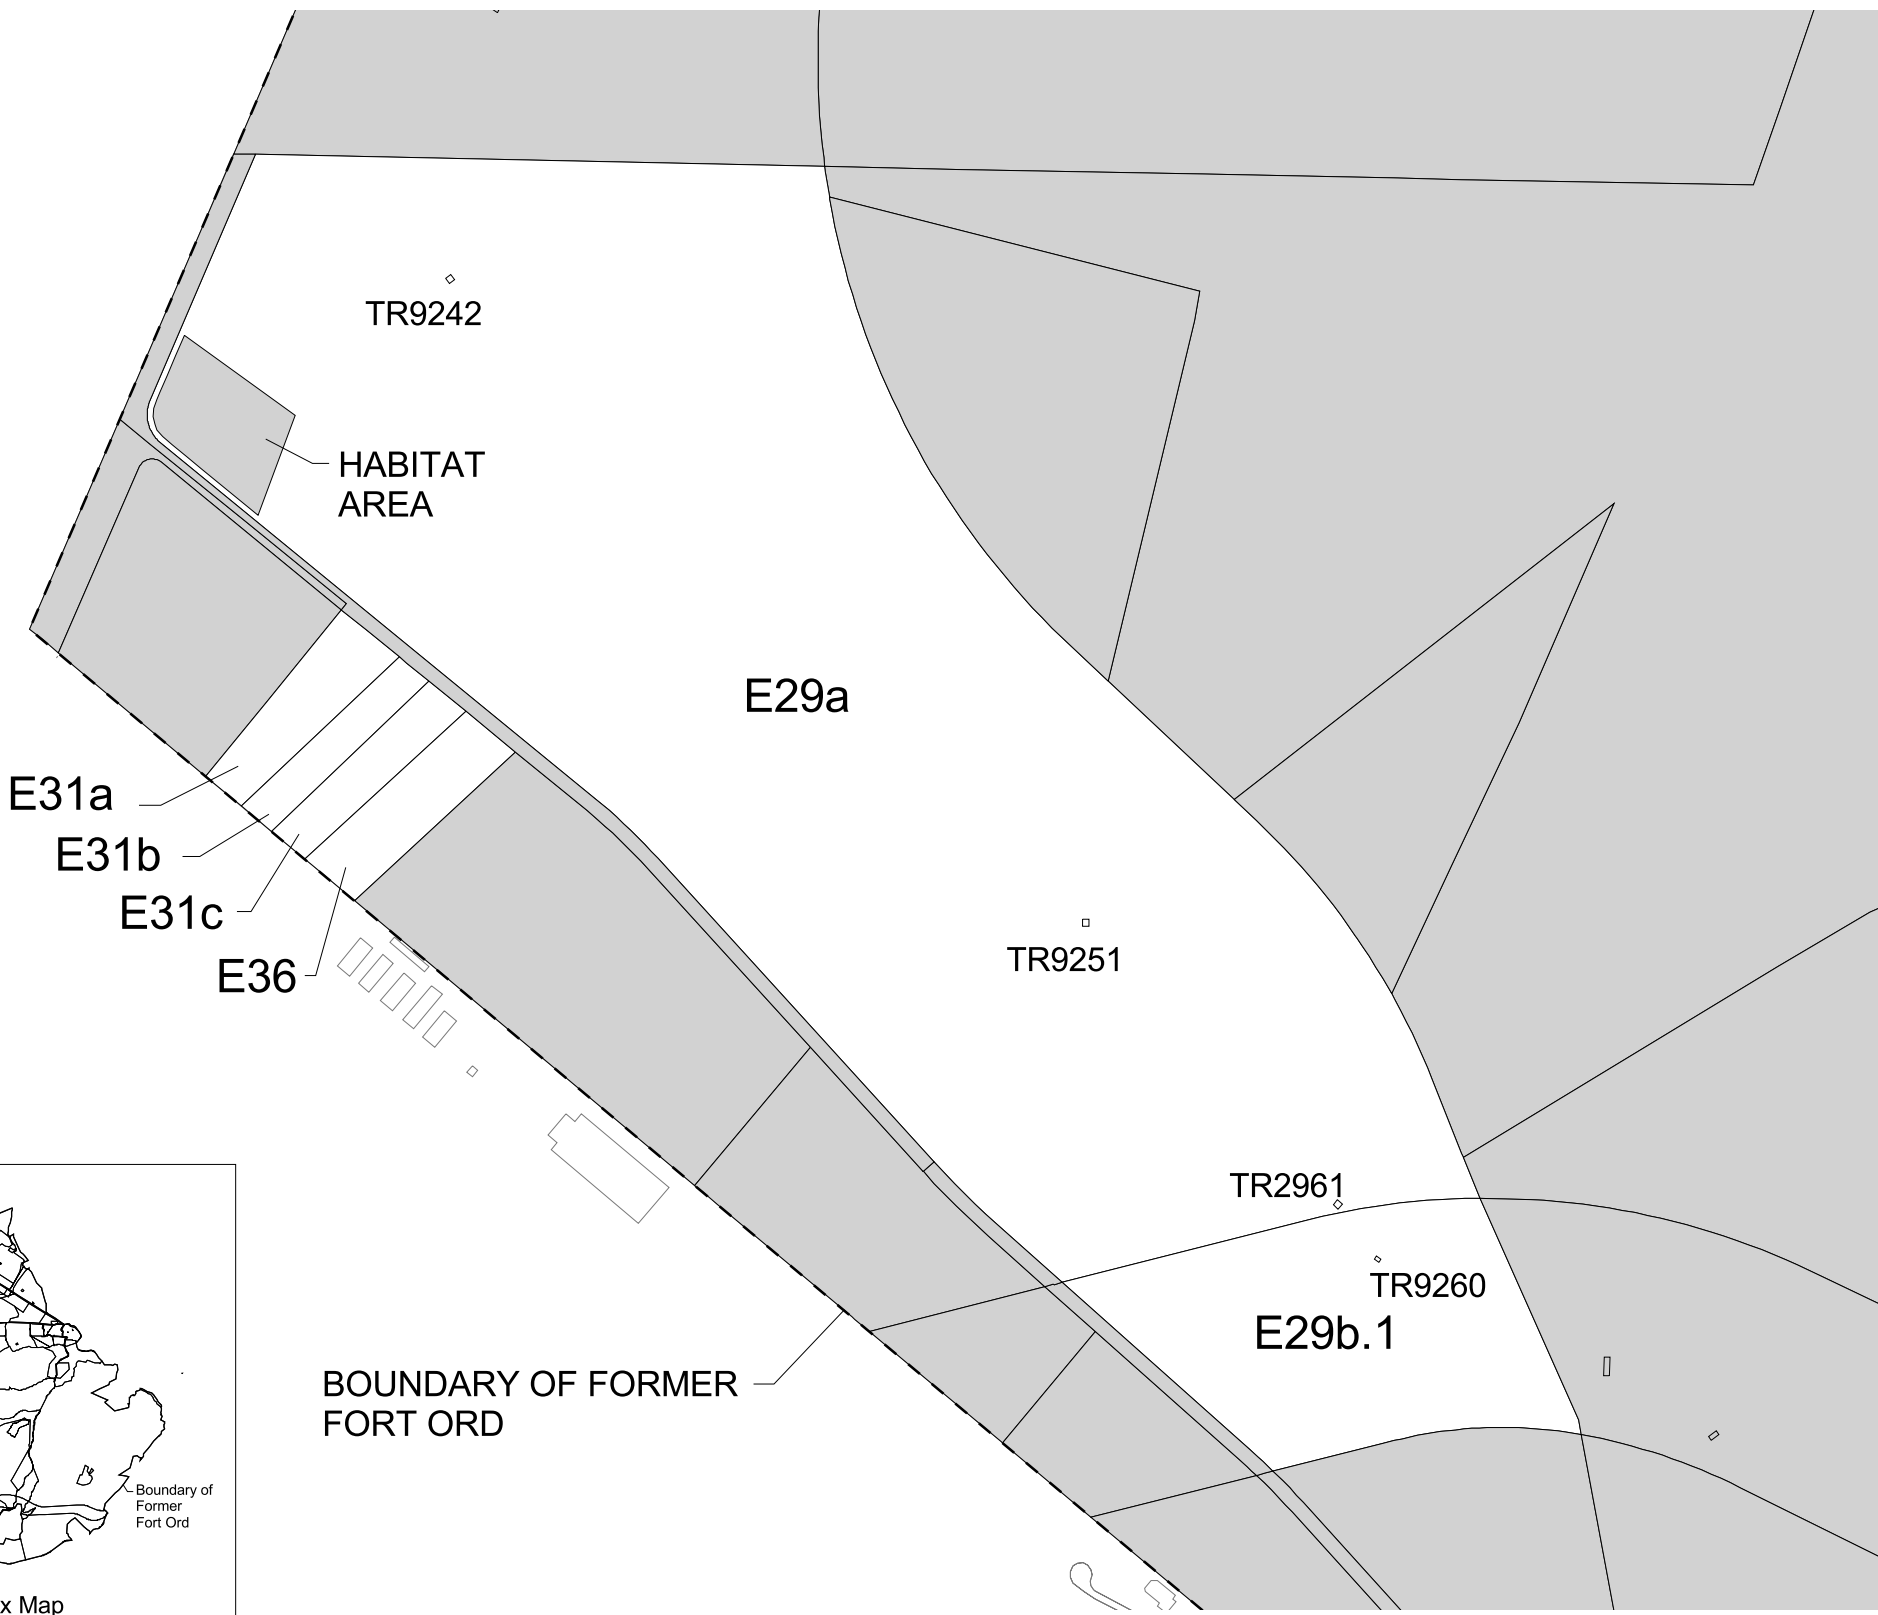 TR9242
HABITAT
AREA
E29a
E31a
E31b
E31c
E36
TR9251
TR2961
TR9260
E29b.1
BOUNDARY OF FORMER
FORT ORD
Boundary of
Former
Fort Ord
x Map